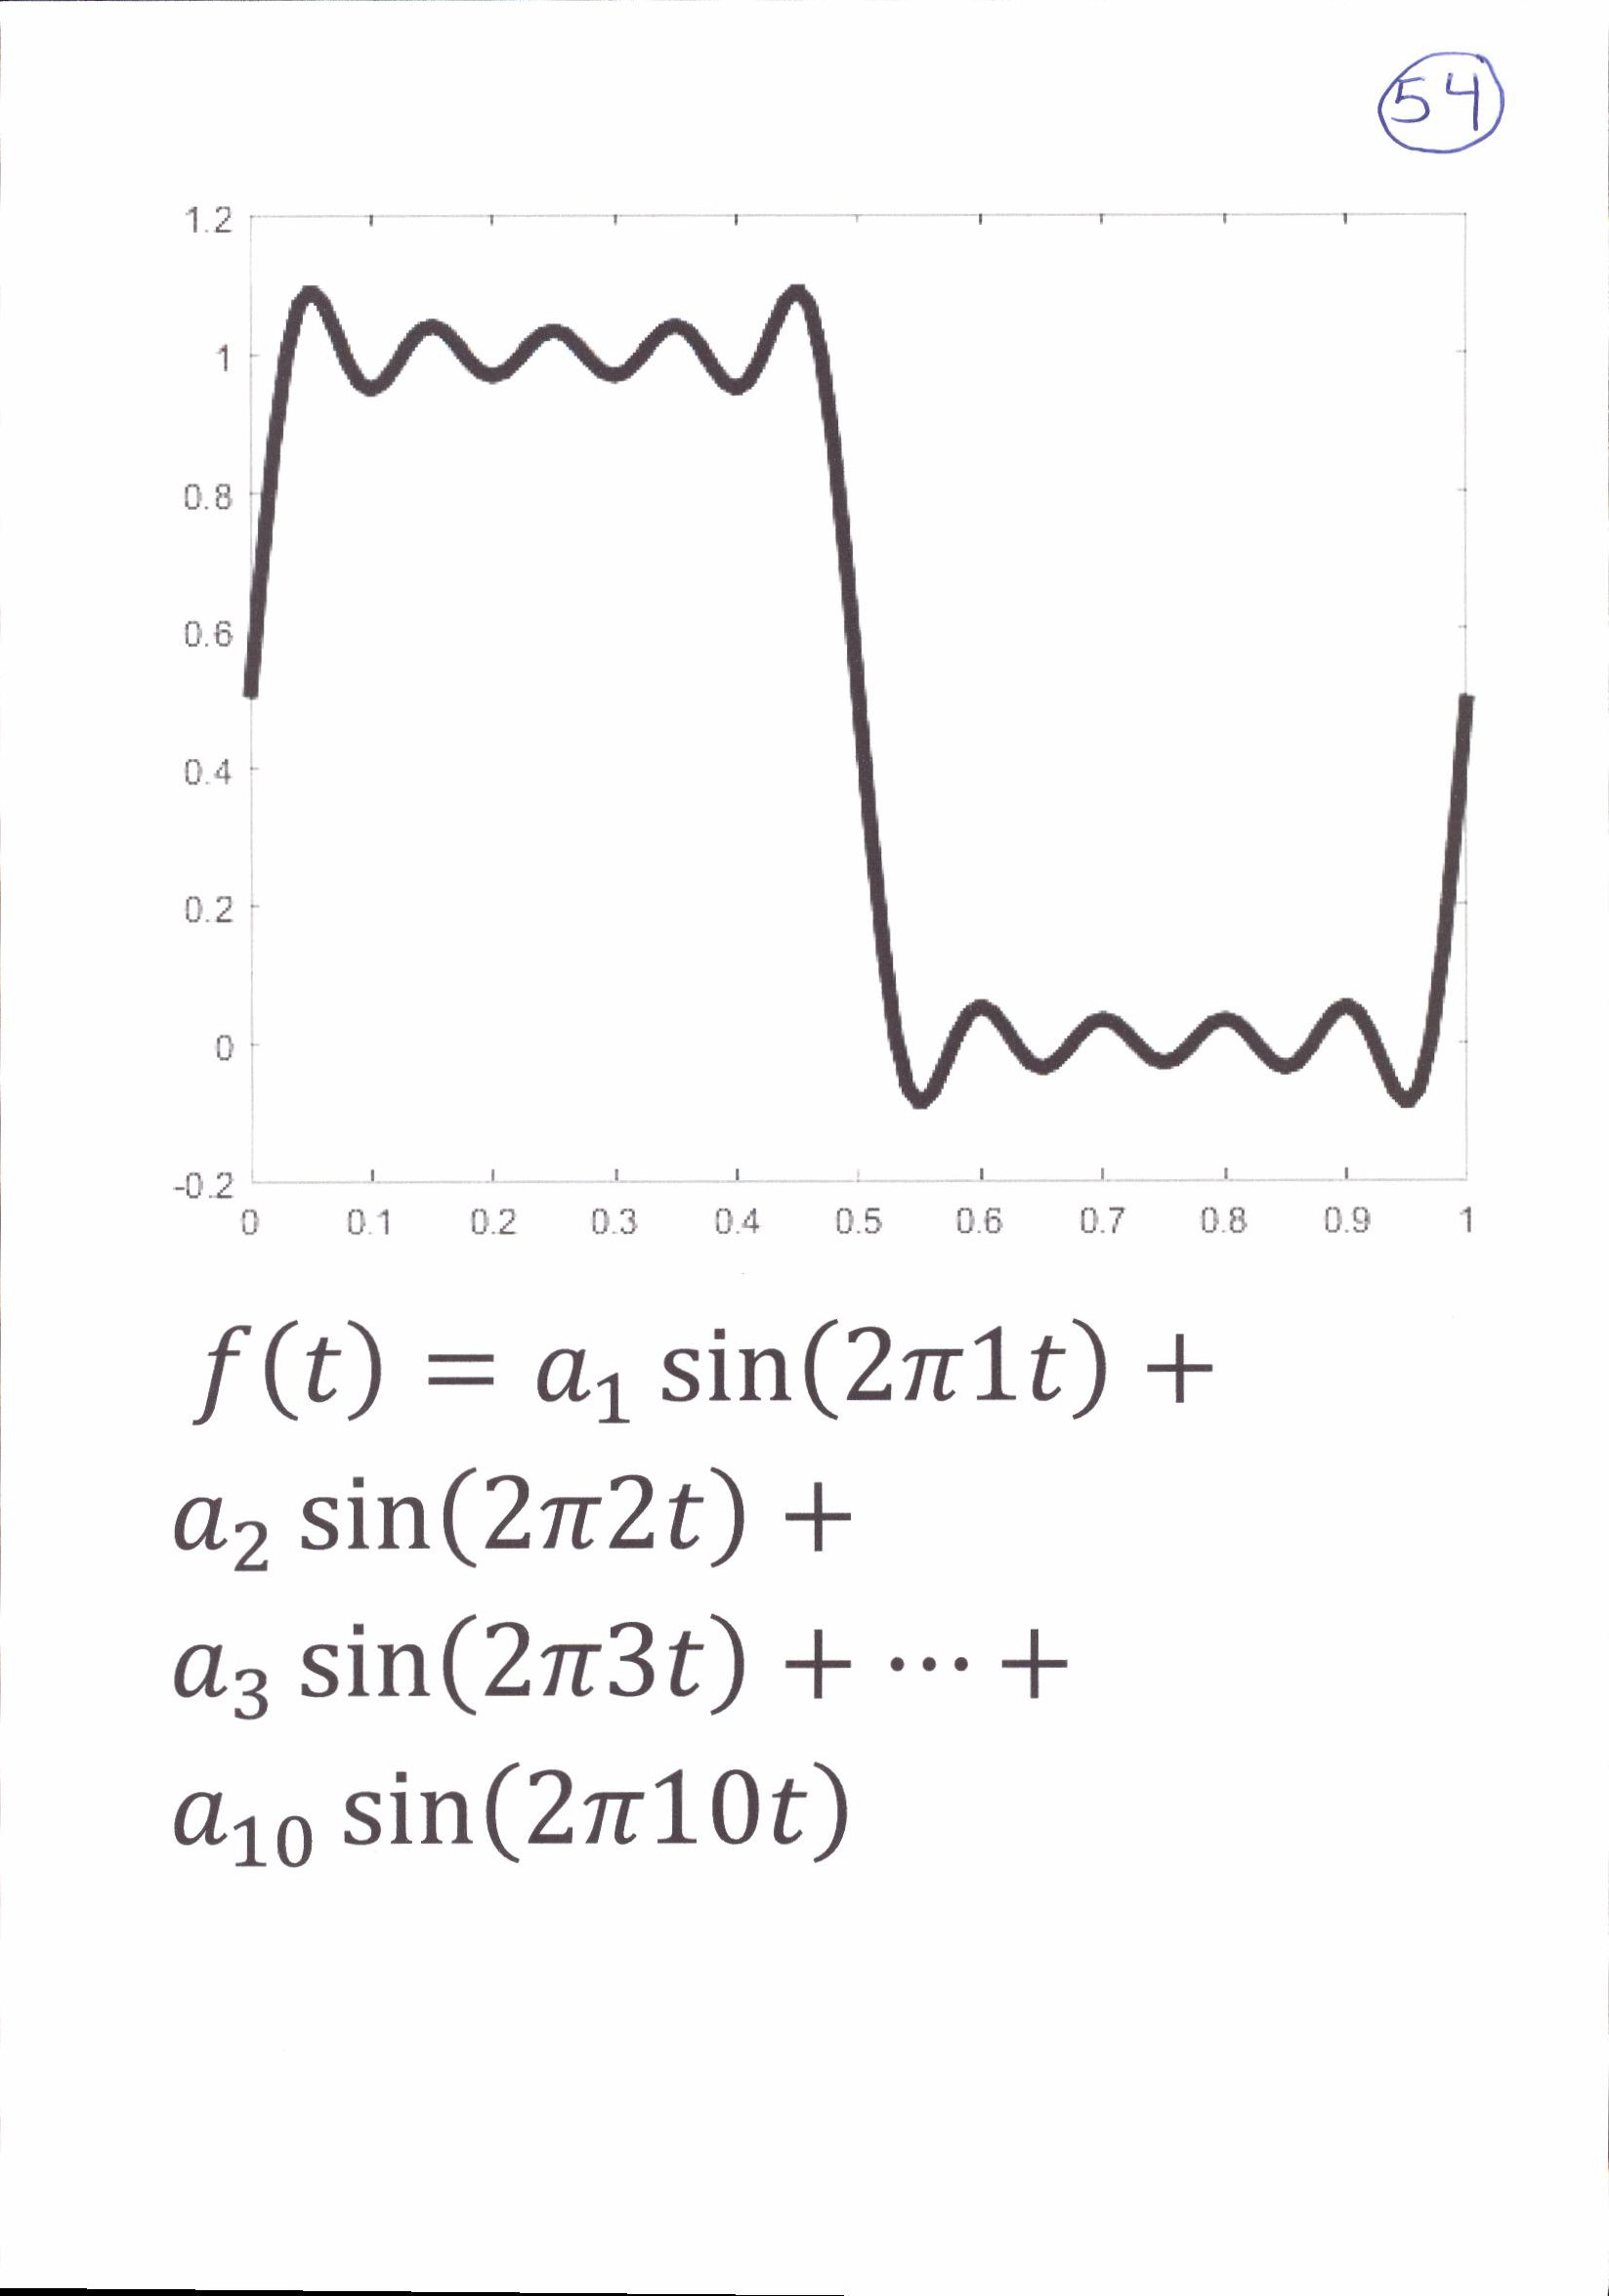 54
1.2
1
0.8
0.6
0.4
0.2
0
-0.2
0 0.1 0.2 0.3 0.4 0.5 0.6 0.7 0.8 0.9 1
f(t) = a₁ sin(2π1t) +
a₂ sin(2π2t) +
a₃ sin(2π3t) + ⋯ +
a₁₀ sin(2π10t)